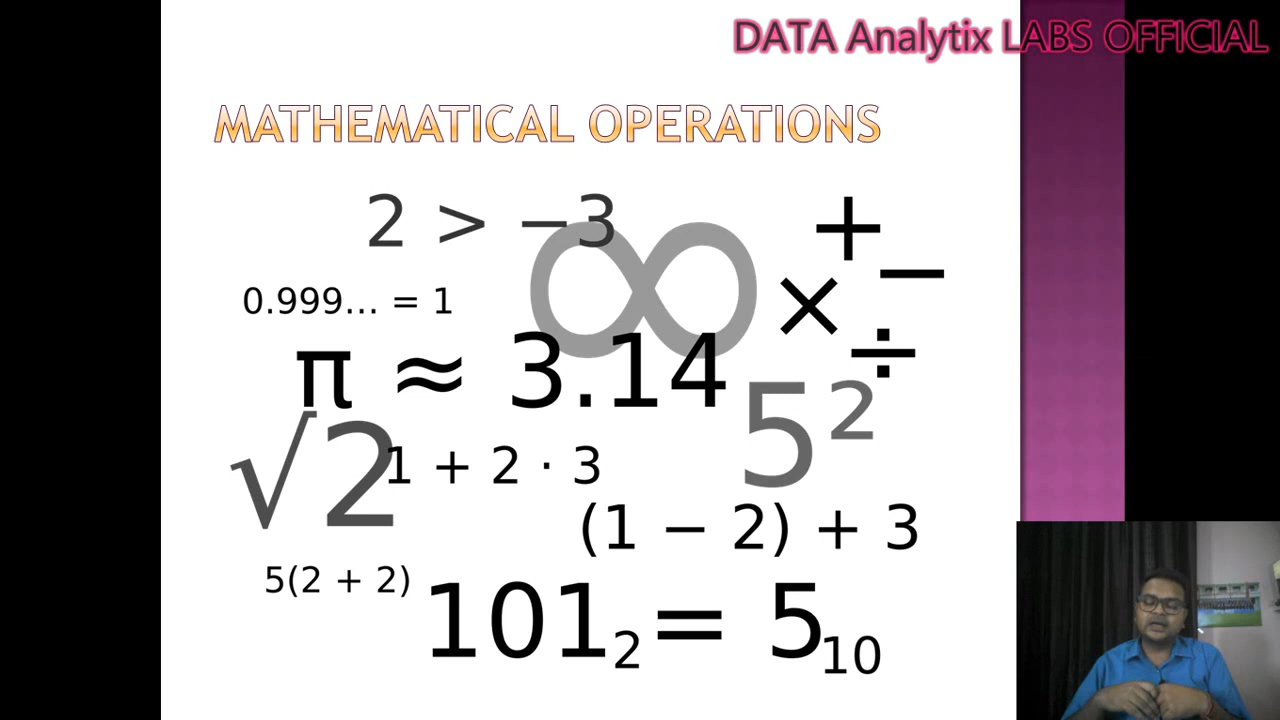 DATA Analytix LABS OFFICIAL
MATHEMATICAL OPERATIONS
2 > −3
∞
+
−
×
÷
0.999... = 1
π ≈ 3.14
5²
√2
1 + 2 · 3
(1 − 2) + 3
5(2 + 2)
101₂ = 5₁₀